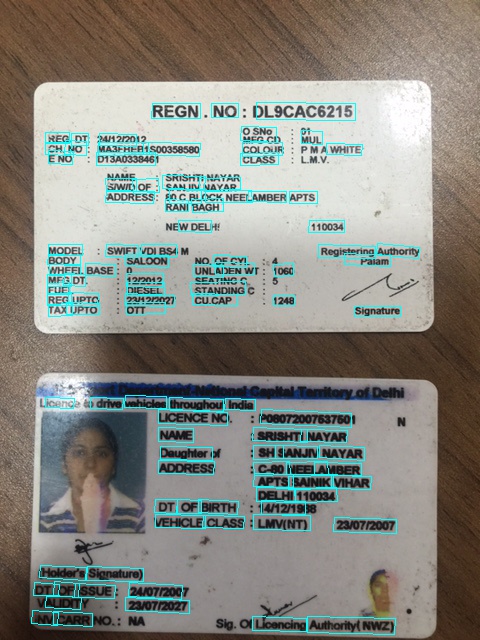 REGN . NO : DL9CAC6215
REG. DT : 24/12/2012 O SNo : 01
CH. NO : MA3FHEB1S00358580 MFG CD : MUL
E NO : D13A0338461 COLOUR : P M A WHITE
CLASS : L.M.V.
NAME : SRISHTI NAYAR
S/W/D OF : SANJIV NAYAR
ADDRESS: 80 C BLOCK NEELAMBER APTS
RANI BAGH
NEW DELHI 110034
MODEL : SWIFT VDI BS4 M
BODY : SALOON NO. OF CYL : 4
WHEEL BASE : 0 UNLADEN WT : 1060
MFG.DT. : 12/2012 SEATING C. : 5
FUEL : DIESEL STANDING C
REG.UPTO : 23/12/2027 CU.CAP : 1248
TAX UPTO : OTT
Registering Authority
Palam
Signature
National Capital Territory of Delhi
Licence to drive vehicles throughout India
LICENCE NO. : P08072007637501 N
NAME : SRISHTI NAYAR
Daughter of : SH SANJIV NAYAR
ADDRESS : C-80 NEELAMBER
APTS SAINIK VIHAR
DELHI 110034
DT OF BIRTH : 14/12/1988
VEHICLE CLASS : LMV(NT) 23/07/2007
(Holder's Signature)
DT OF ISSUE : 24/07/2007
VALIDITY : 23/07/2027
INV CARR NO. : NA
Sig. Of Licencing Authority( NWZ)